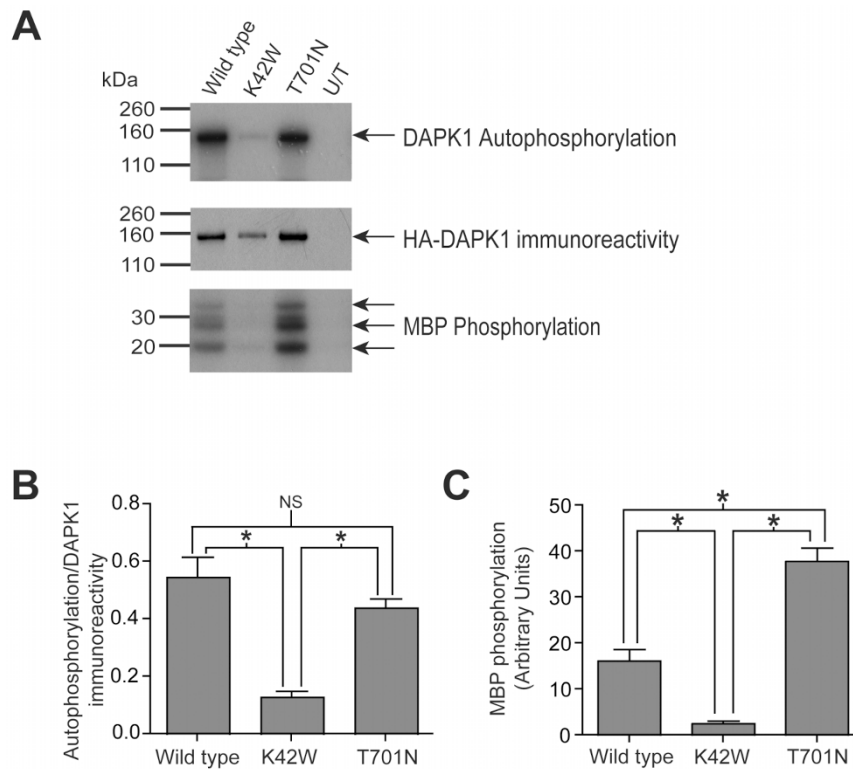 A
kDa
Wild type
K42W
T701N
U/T
260
160
110
DAPK1 Autophosphorylation
260
160
110
HA-DAPK1 immunoreactivity
30
20
MBP Phosphorylation
B
Autophosphorylation/DAPK1
immunoreactivity
0.8
0.6
0.4
0.2
0.0
NS
*
*
Wild type
K42W
T701N
C
MBP phosphorylation
(Arbitrary Units)
50
40
30
20
10
0
*
*
*
Wild type
K42W
T701N